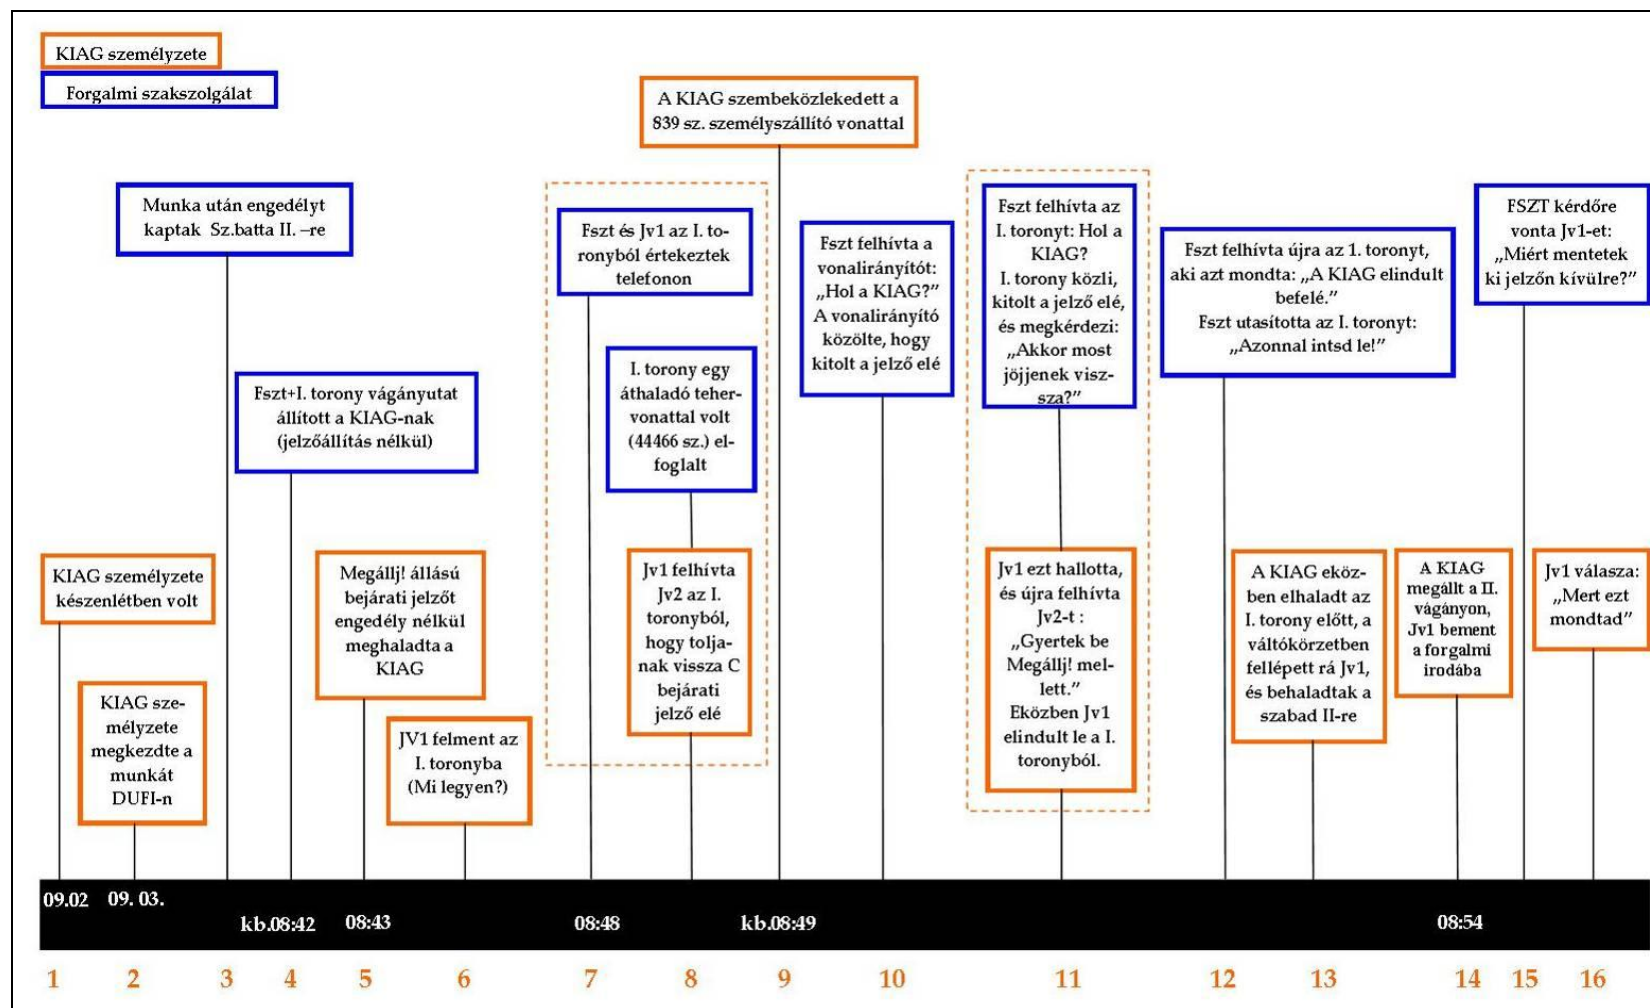 KIAG személyzete
Forgalmi szakszolgálat
A KIAG szembeközlekedett a
839 sz. személyszállító vonattal
Munka után engedélyt
kaptak Sz.batta II. –re
Fszt+I. torony vágányutat
állított a KIAG-nak
(jelzőállítás nélkül)
KIAG személyzete
készenlétben volt
KIAG sze-
mélyzete
megkezdte a
munkát
DUFI-n
Megállj! állású
bejárati jelzőt
engedély nélkül
meghaladta a
KIAG
JV1 felment az
I. toronyba
(Mi legyen?)
Fszt és Jv1 az I. to-
ronyból értekeztek
telefonon
I. torony egy
áthaladó teher-
vonattal volt
(44466 sz.) el-
foglalt
Jv1 felhívta
Jv2 az I.
toronyból,
hogy tolja-
nak vissza C
bejárati
jelző elé
Fszt felhívta a
vonalirányítót:
„Hol a KIAG?”
A vonalirányító
közölte, hogy
kitolt a jelző elé
Fszt felhívta az
I. toronyt: Hol a
KIAG?
I. torony közli,
kitolt a jelző elé,
és megkérdezi:
„Akkor most
jöjjenek visz-
sza?”
Jv1 ezt hallotta,
és újra felhívta
Jv2-t :
„Gyertek be
Megállj! mel-
lett.”
Eközben Jv1
elindult le a I.
toronyból.
Fszt felhívta újra az 1. toronyt,
aki azt mondta: „A KIAG elindult
befelé.”
Fszt utasította az I. toronyt:
„Azonnal intsd le!”
A KIAG eköz-
ben elhaladt az
I. torony előtt, a
váltókörzetben
fellépett rá Jv1,
és behaladtak a
szabad II-re
A KIAG
megállt a II.
vágányon,
Jv1 bement
a forgalmi
irodába
FSZT kérdőre
vonta Jv1-et:
„Miért mentetek
ki jelzőn kívülre?”
Jv1 válasza:
„Mert ezt
mondtad”
09.02 09. 03.
kb.08:42 08:43 08:48 kb.08:49 08:54
1 2 3 4 5 6 7 8 9 10 11 12 13 14 15 16